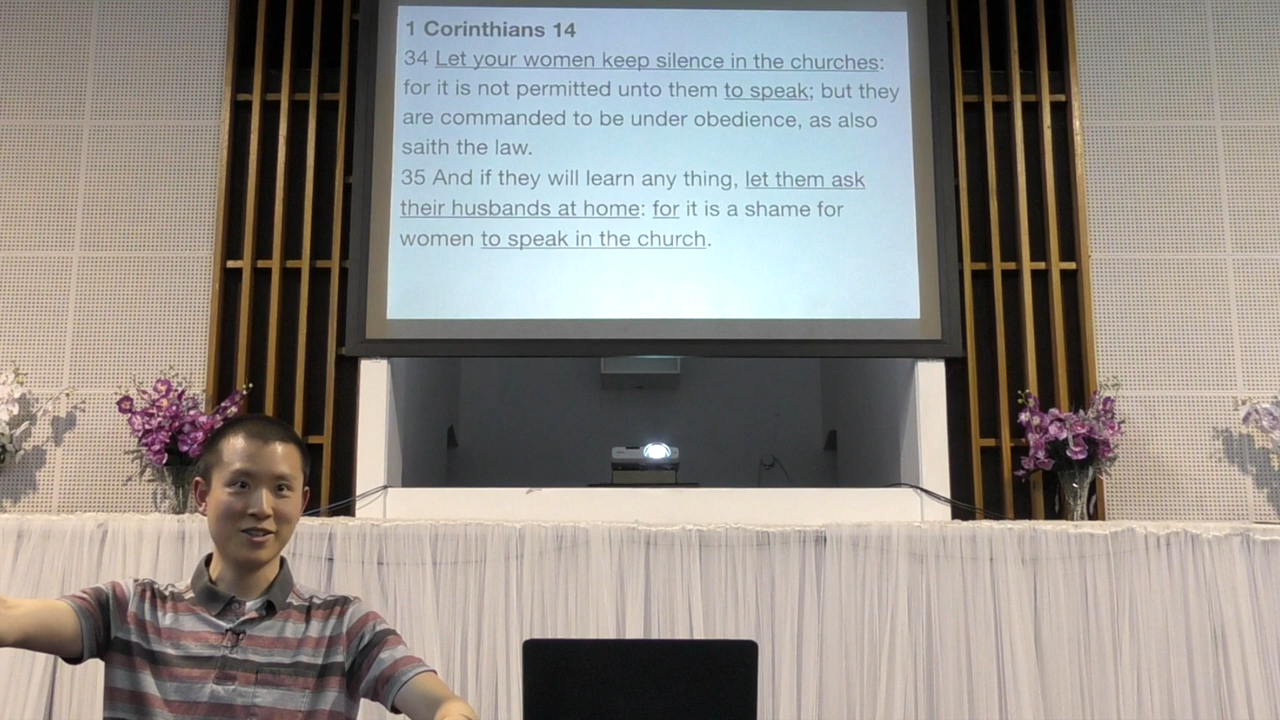 1 Corinthians 14
34 Let your women keep silence in the churches:
for it is not permitted unto them to speak; but they
are commanded to be under obedience, as also
saith the law.
35 And if they will learn any thing, let them ask
their husbands at home: for it is a shame for
women to speak in the church.